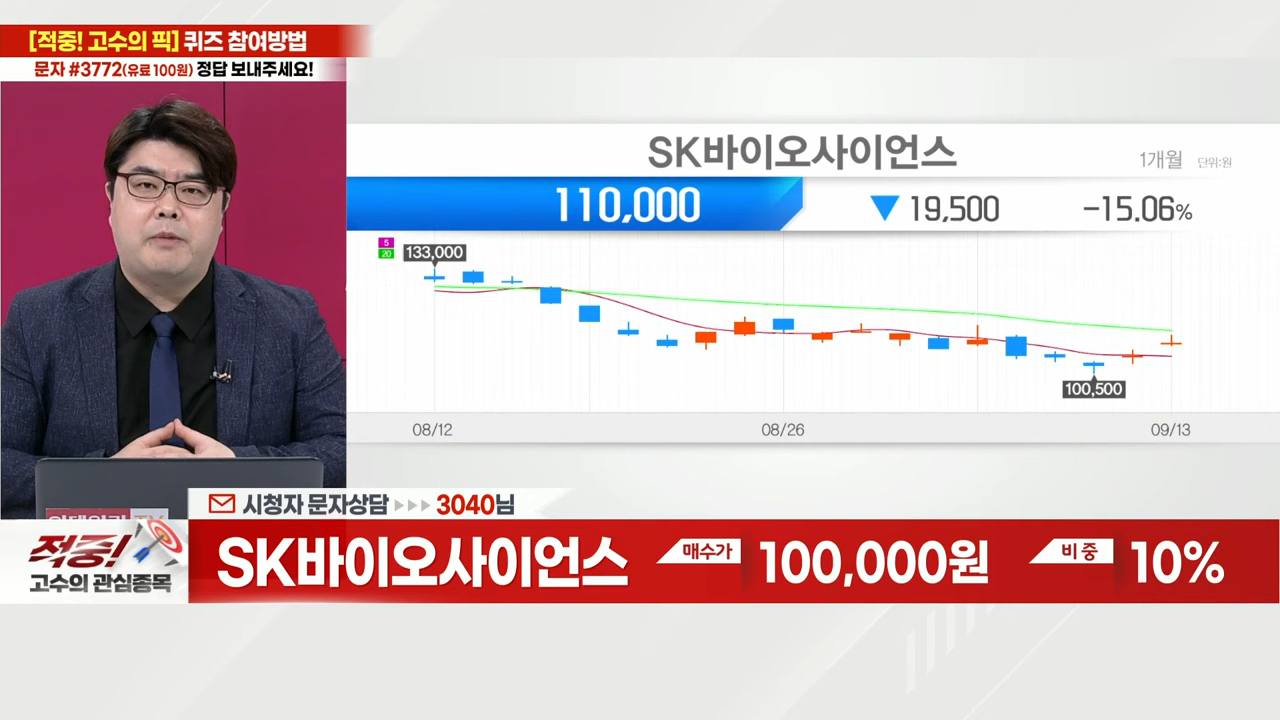 [적중! 고수의 픽] 퀴즈 참여방법
문자 #3772(유료 100원) 정답 보내주세요!
SK바이오사이언스
1개월 단위:원
110,000 ▼ 19,500 -15.06%
5
20
133,000
100,500
08/12 08/26 09/13
시청자 문자상담 ▶▶▶ 3040님
적중!
고수의 관심종목
SK바이오사이언스 매수가 100,000원 비중 10%